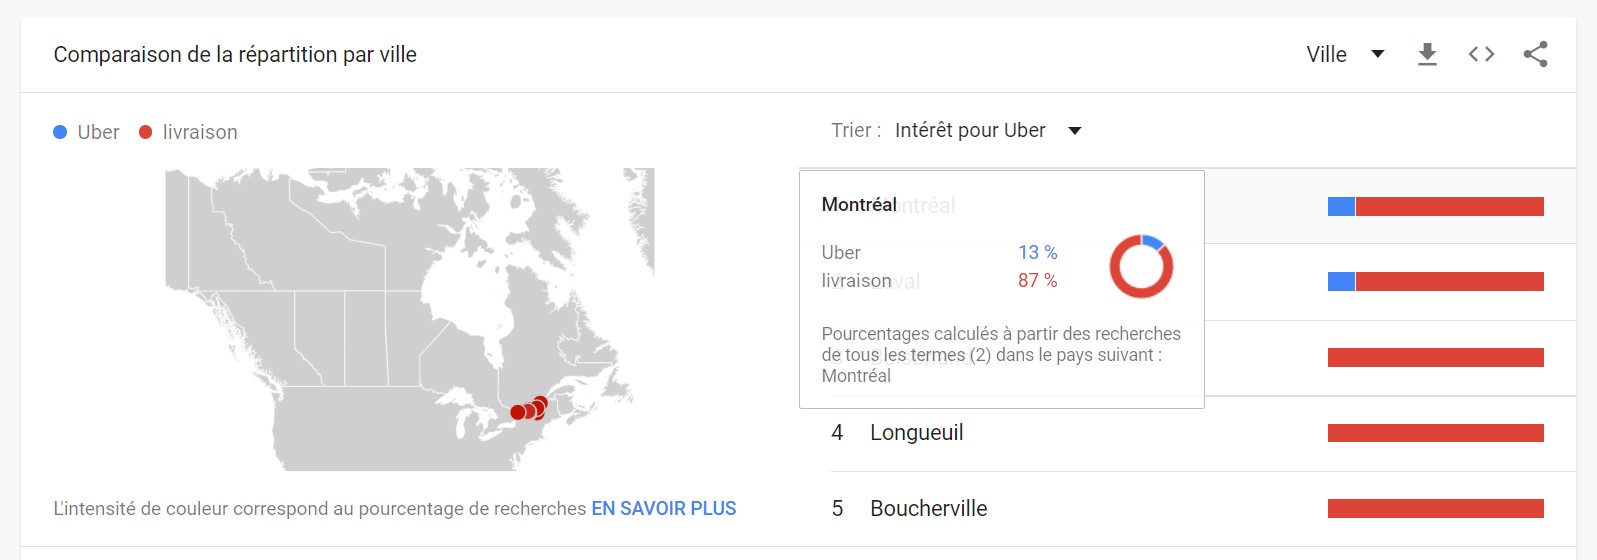 Comparaison de la répartition par ville
Ville
Uber livraison
Trier : Intérêt pour Uber
Montréal
Uber 13 %
livraison 87 %
Pourcentages calculés à partir des recherches
de tous les termes (2) dans le pays suivant :
Montréal
4 Longueuil
5 Boucherville
L'intensité de couleur correspond au pourcentage de recherches EN SAVOIR PLUS